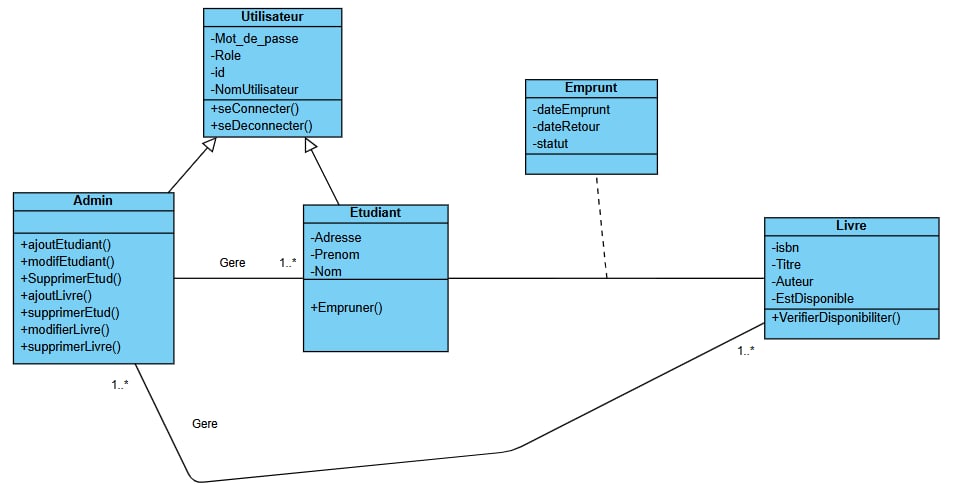 Utilisateur
-Mot_de_passe
-Role
-id
-NomUtilisateur
+seConnecter()
+seDeconnecter()
Emprunt
-dateEmprunt
-dateRetour
-statut
Admin
+ajoutEtudiant()
+modifEtudiant()
+SupprimerEtud()
+ajoutLivre()
+supprimerEtud()
+modifierLivre()
+supprimerLivre()
Gere
1..*
Etudiant
-Adresse
-Prenom
-Nom
+Empruner()
Livre
-isbn
-Titre
-Auteur
-EstDisponible
+VerifierDisponibiliter()
1..*
Gere
1..*